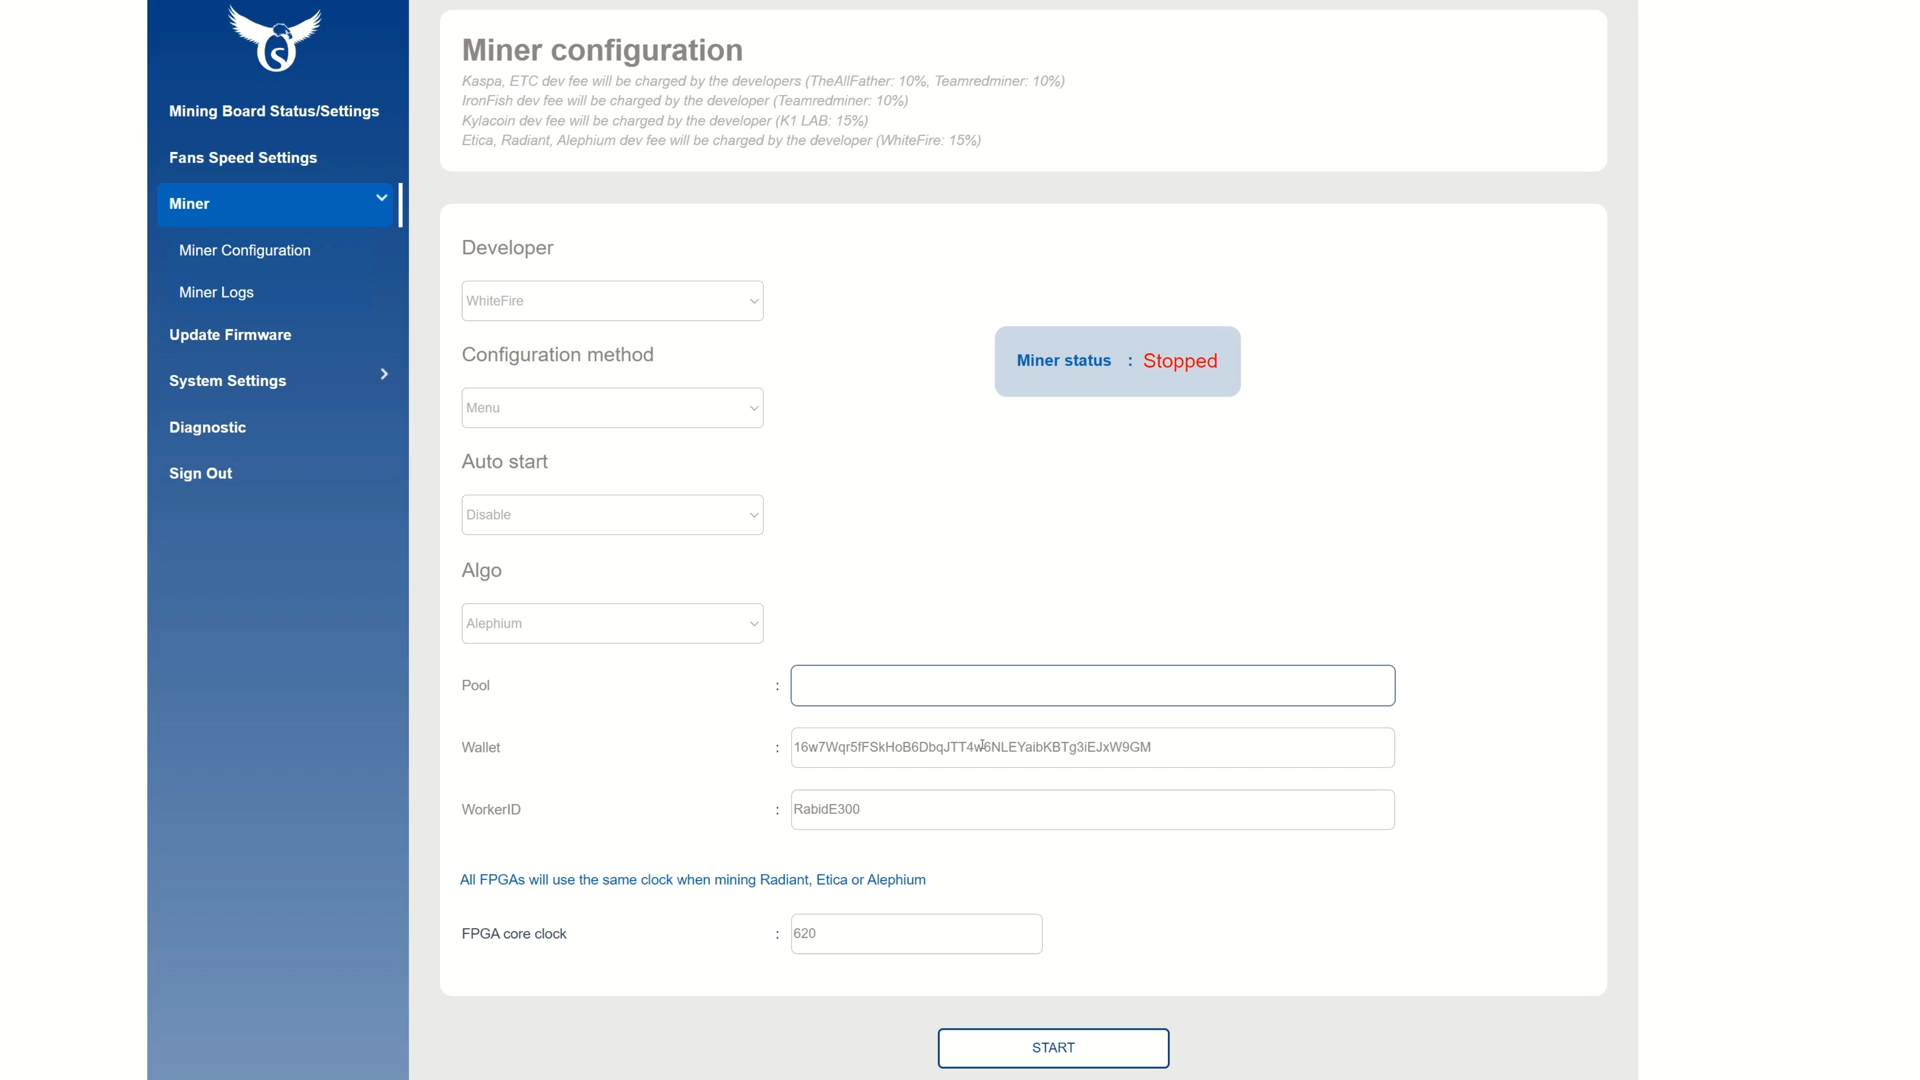 S
Mining Board Status/Settings
Fans Speed Settings
Miner
Miner Configuration
Miner Logs
Update Firmware
System Settings
Diagnostic
Sign Out
Miner configuration
Kaspa, ETC dev fee will be charged by the developers (TheAllFather: 10%, Teamredminer: 10%)
IronFish dev fee will be charged by the developer (Teamredminer: 10%)
Kylacoin dev fee will be charged by the developer (K1 LAB: 15%)
Etica, Radiant, Alephium dev fee will be charged by the developer (WhiteFire: 15%)
Developer
WhiteFire
Configuration method
Menu
Miner status : Stopped
Auto start
Disable
Algo
Alephium
Pool :
Wallet : 16w7Wqr5fFSkHoB6DbqJTT4w6NLEYaibKBTg3iEJxW9GM
WorkerID : RabidE300
All FPGAs will use the same clock when mining Radiant, Etica or Alephium
FPGA core clock : 620
START